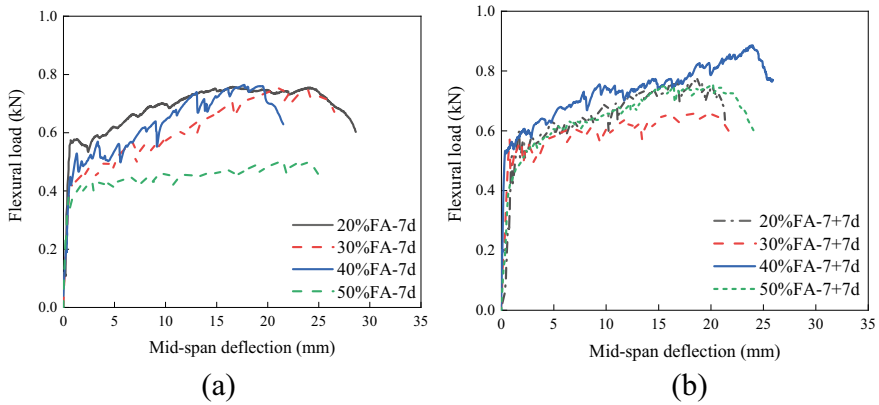 1.0
0.8
0.6
0.4
0.2
0.0
Flexural load (kN)
20%FA-7d
30%FA-7d
40%FA-7d
50%FA-7d
0 5 10 15 20 25 30 35
Mid-span deflection (mm)
(a)
1.0
0.8
0.6
0.4
0.2
0.0
Flexural load (kN)
20%FA-7+7d
30%FA-7+7d
40%FA-7+7d
50%FA-7+7d
0 5 10 15 20 25 30 35
Mid-span deflection (mm)
(b)